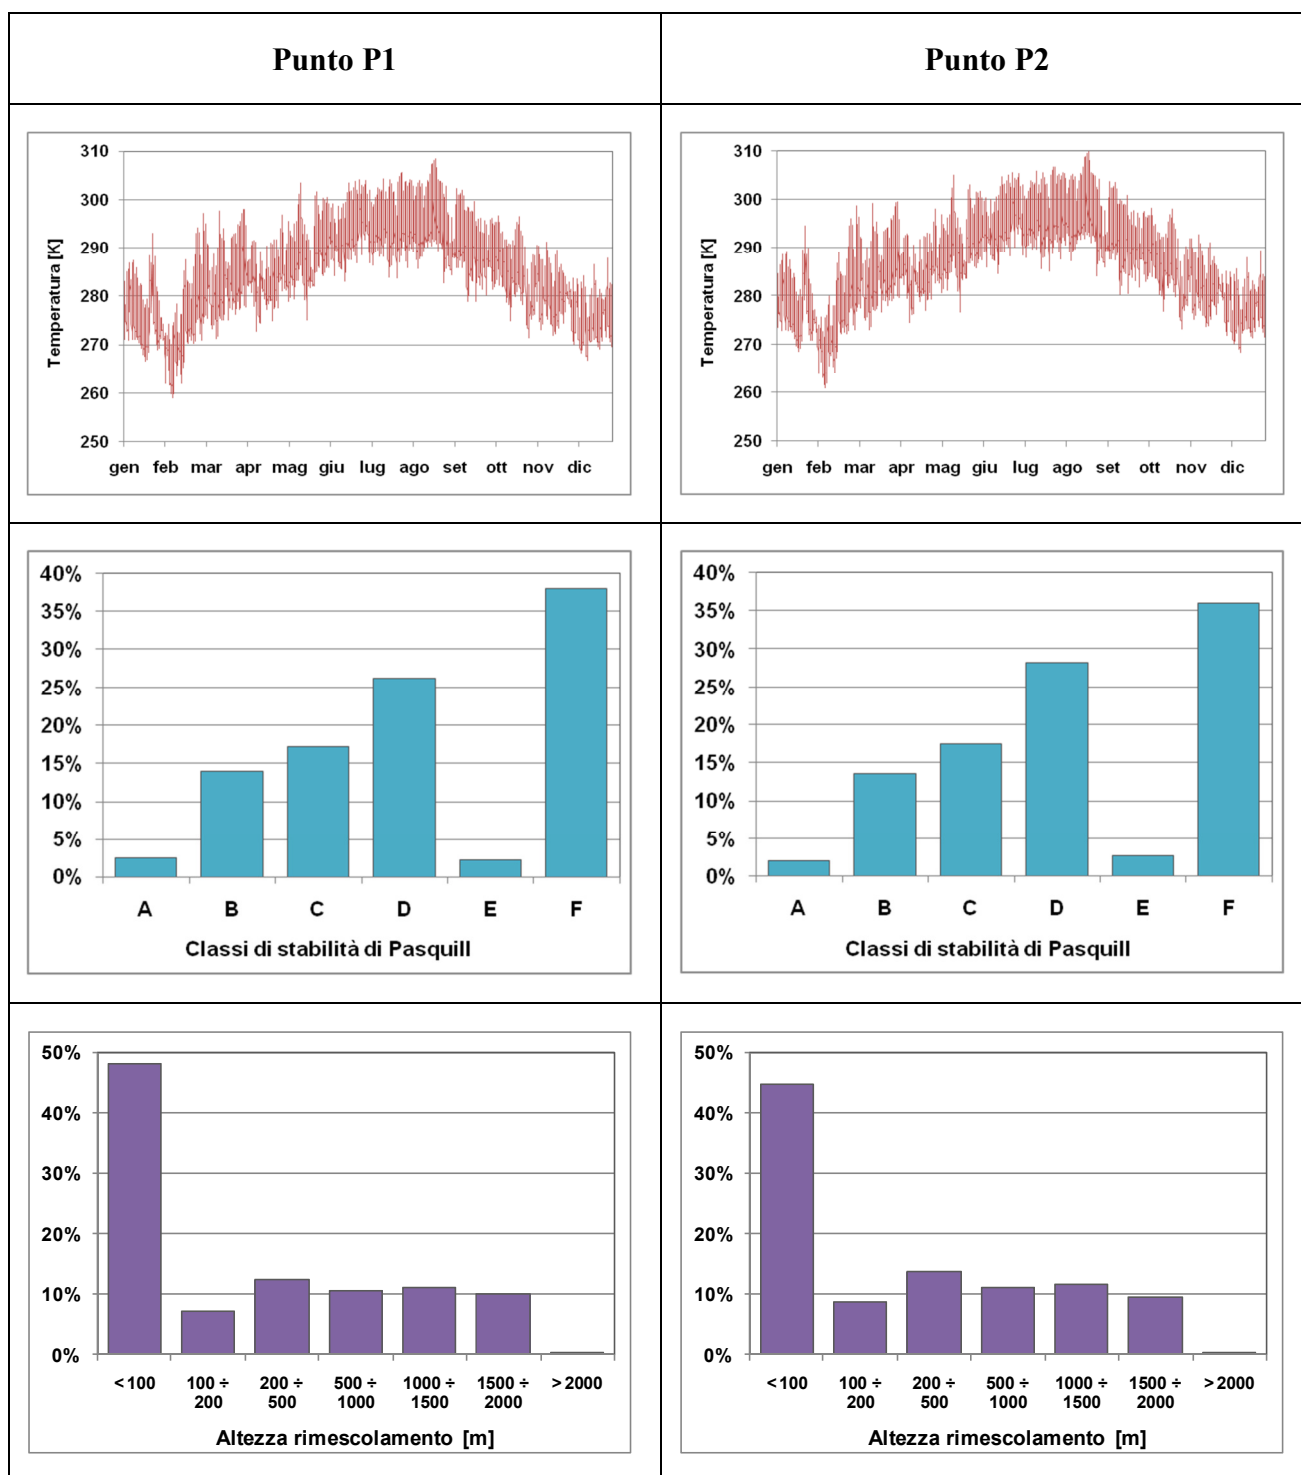 Punto P1
Punto P2
310
300
290
280
270
260
250
Temperatura [K]
gen feb mar apr mag giu lug ago set ott nov dic
310
300
290
280
270
260
250
Temperatura [K]
gen feb mar apr mag giu lug ago set ott nov dic
40%
35%
30%
25%
20%
15%
10%
5%
0%
A B C D E F
Classi di stabilità di Pasquill
40%
35%
30%
25%
20%
15%
10%
5%
0%
A B C D E F
Classi di stabilità di Pasquill
50%
40%
30%
20%
10%
0%
< 100 100 ÷ 200 ÷ 500 ÷ 1000 ÷ 1500 ÷ > 2000
200 500 1000 1500 2000
Altezza rimescolamento [m]
50%
40%
30%
20%
10%
0%
< 100 100 ÷ 200 ÷ 500 ÷ 1000 ÷ 1500 ÷ > 2000
200 500 1000 1500 2000
Altezza rimescolamento [m]